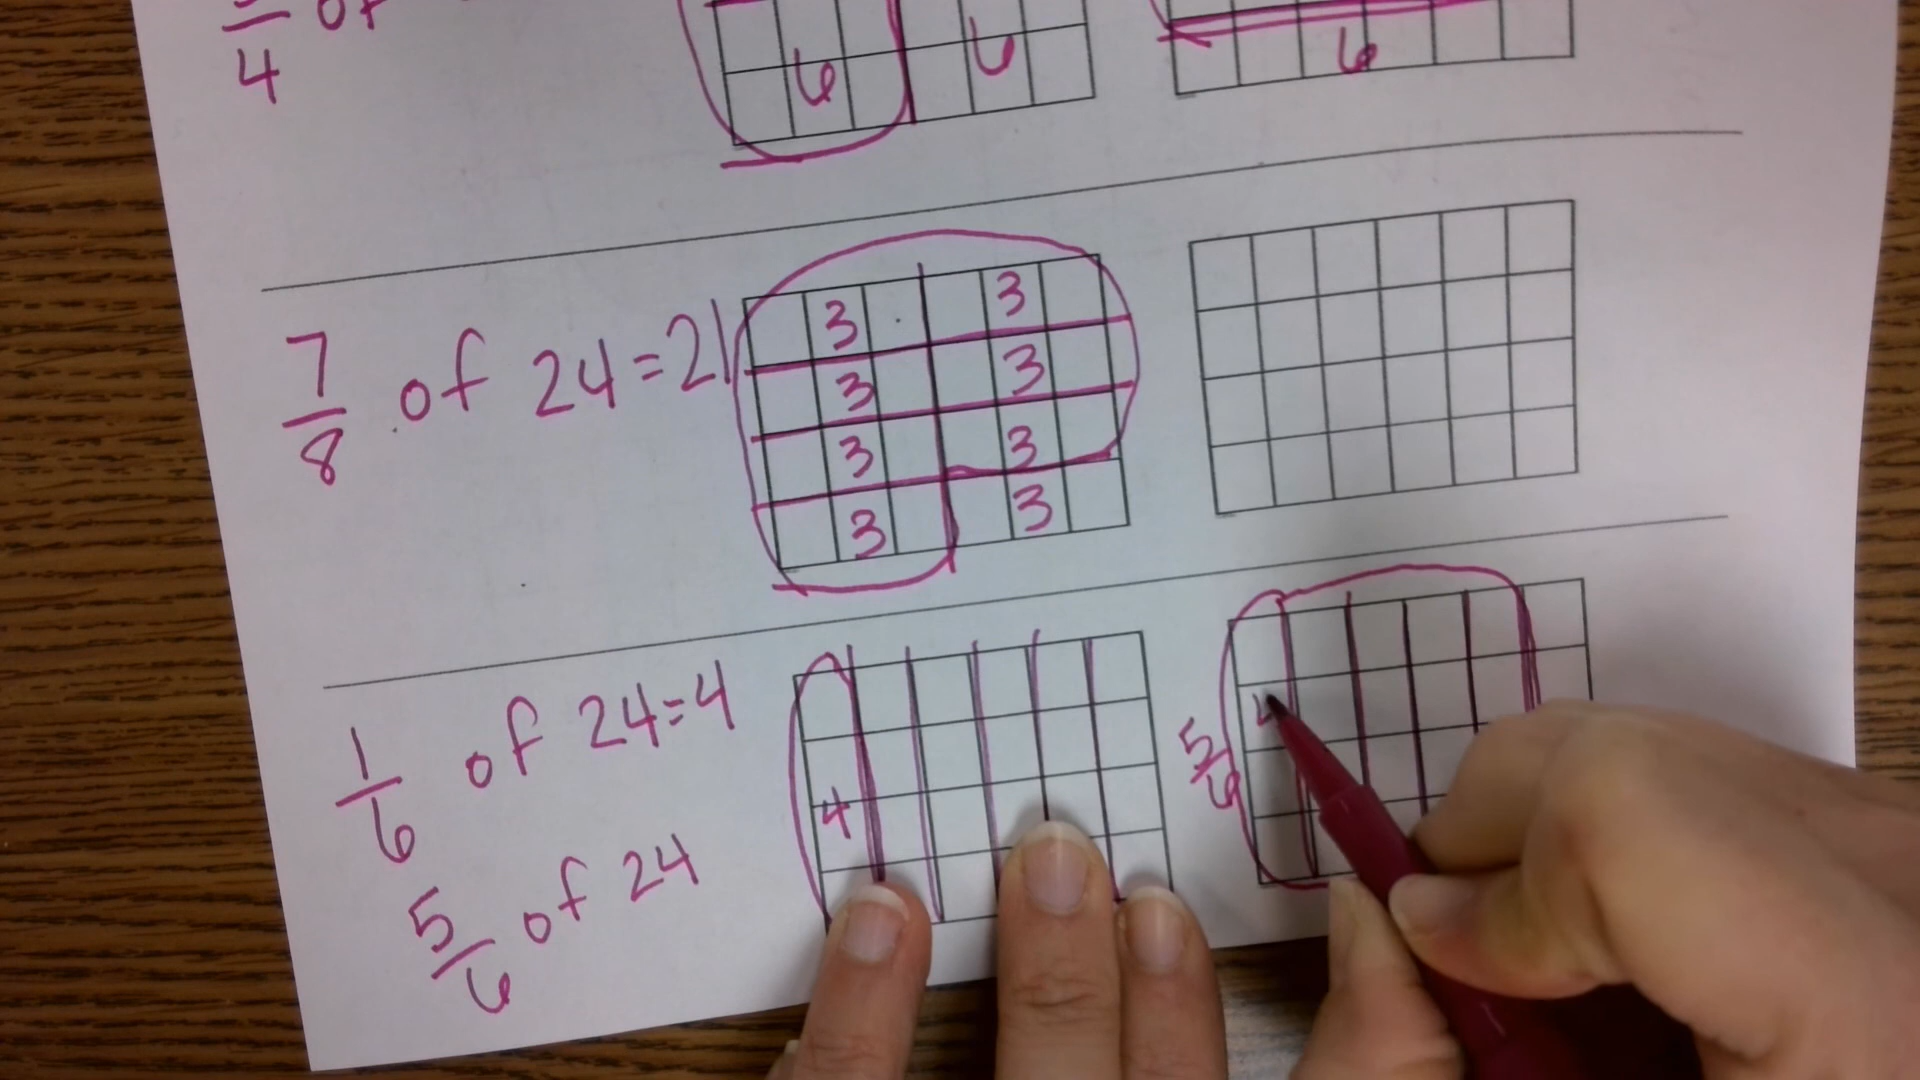 4 of
6 6 6
7/8 of 24=21
3 3
3 3
3 3
3 3
1/6 of 24=4
4
5/6
4
5/6 of 24